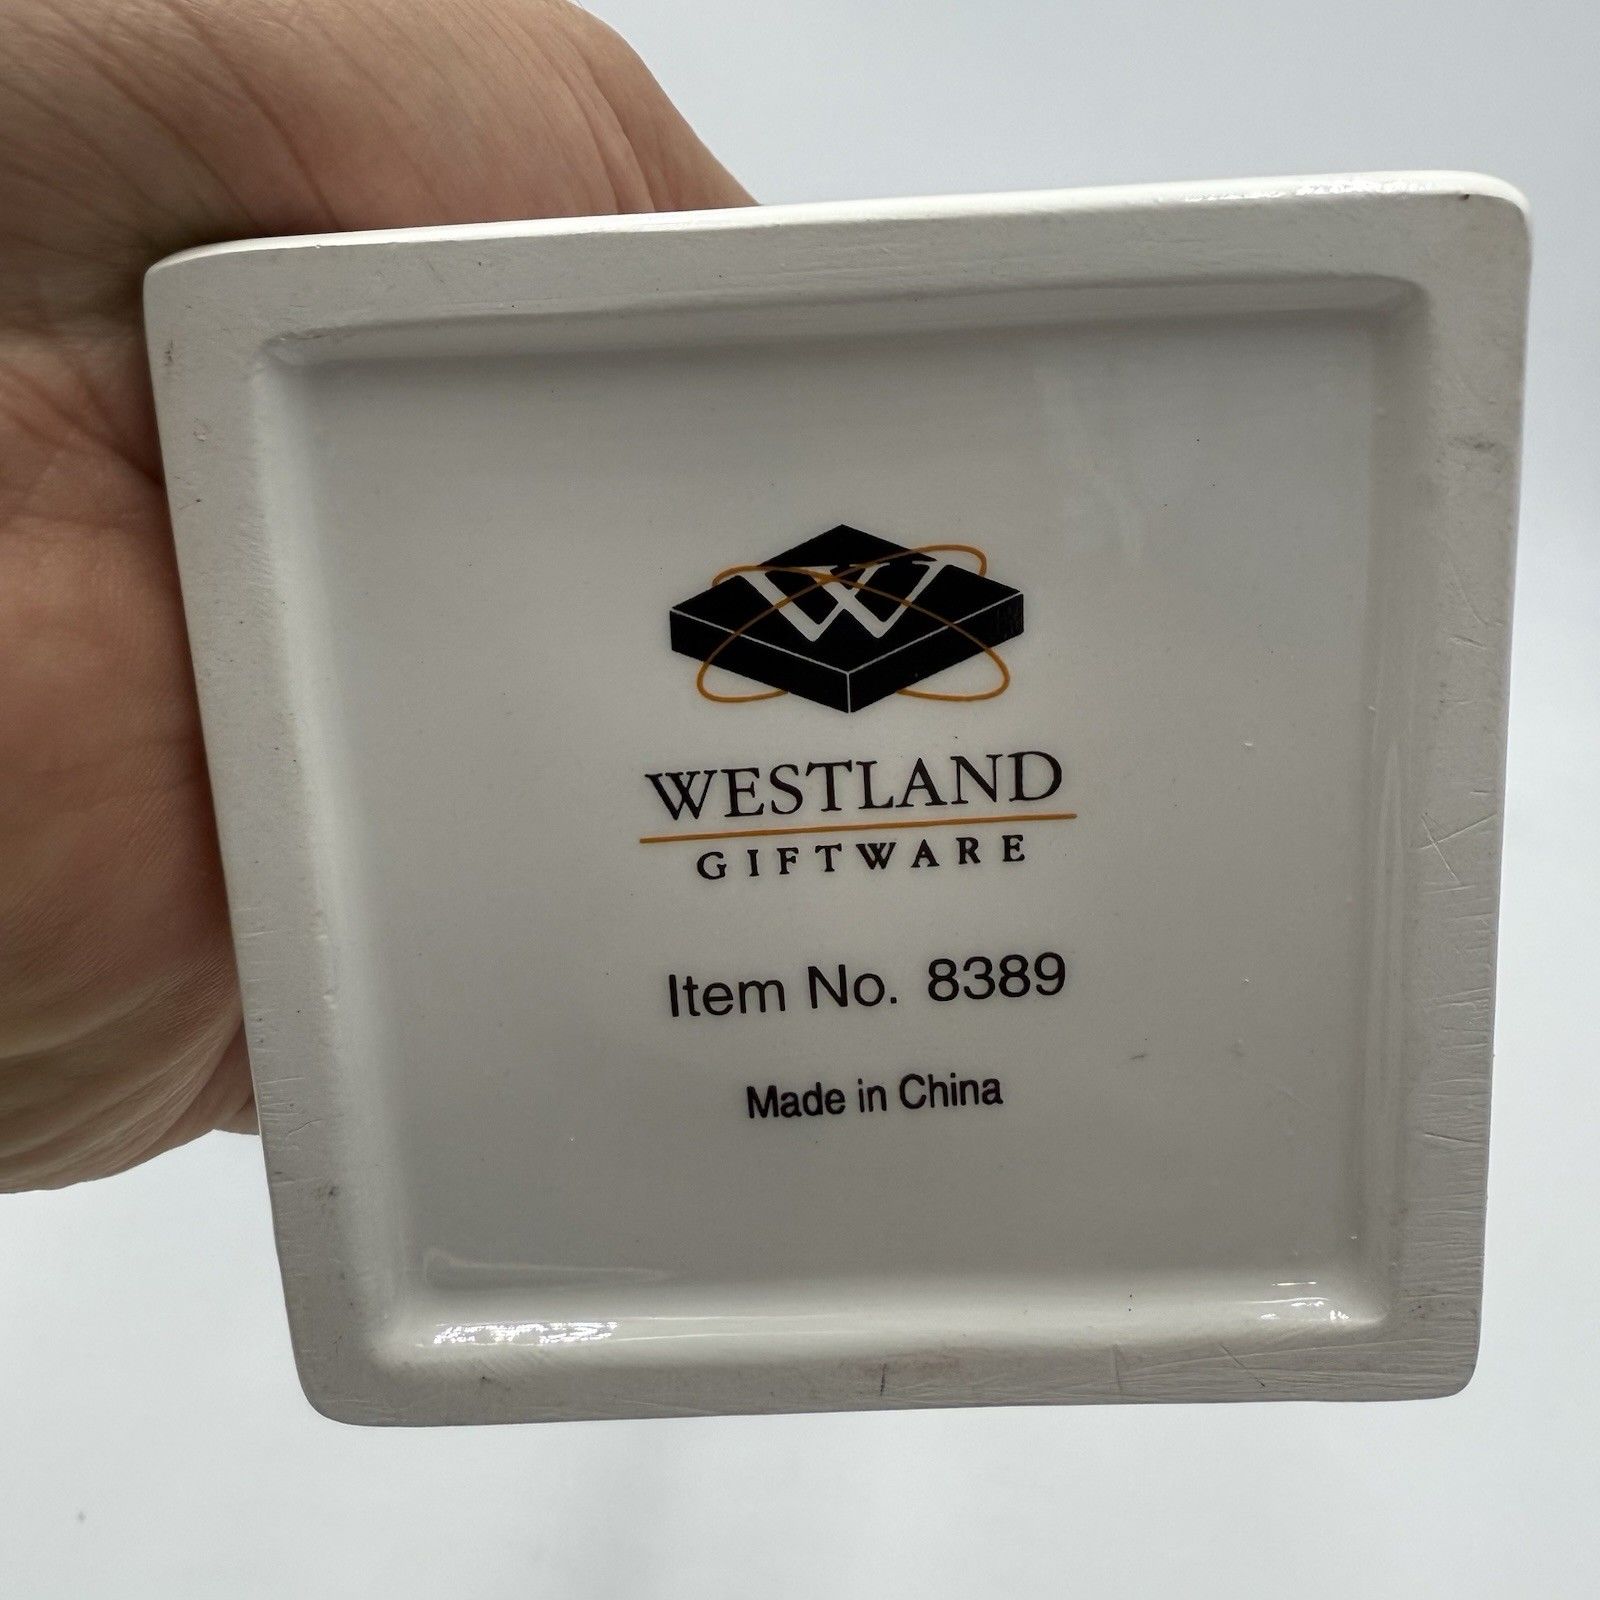 W
WESTLAND
GIFTWARE
Item No. 8389
Made in China